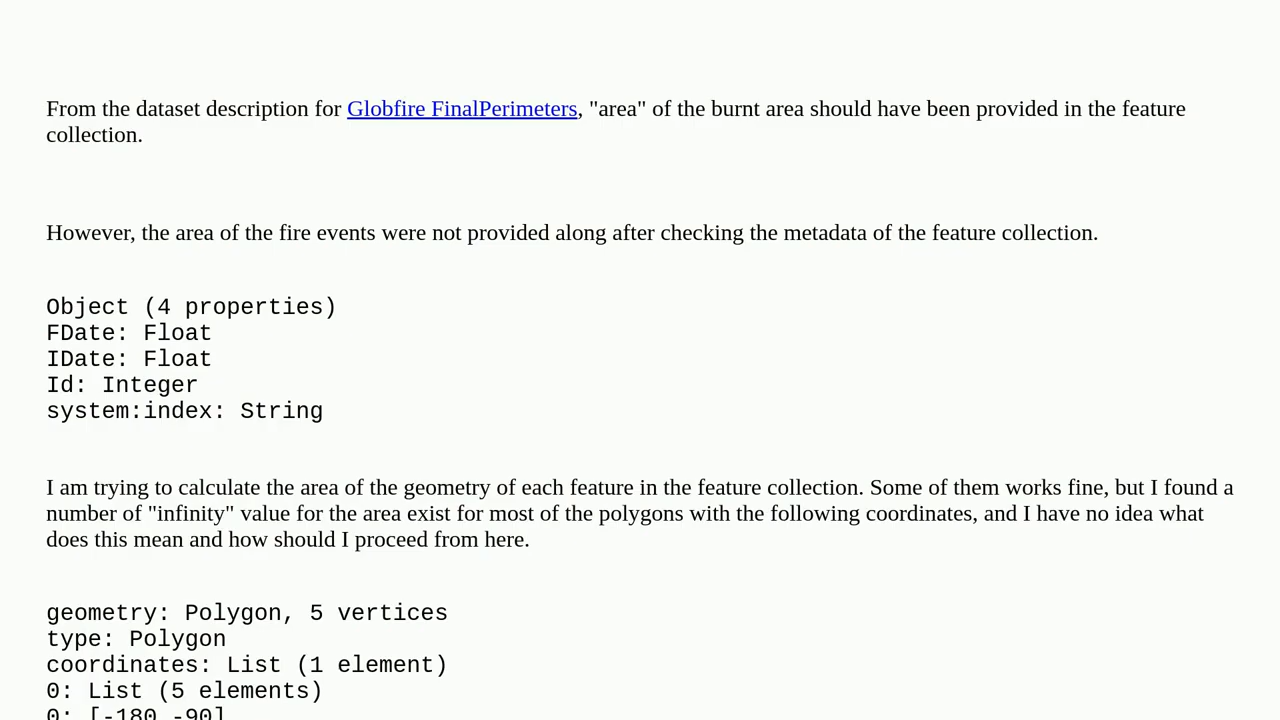 From the dataset description for Globfire FinalPerimeters, "area" of the burnt area should have been provided in the feature
collection.
However, the area of the fire events were not provided along after checking the metadata of the feature collection.
Object (4 properties)
FDate: Float
IDate: Float
Id: Integer
system:index: String
I am trying to calculate the area of the geometry of each feature in the feature collection. Some of them works fine, but I found a
number of "infinity" value for the area exist for most of the polygons with the following coordinates, and I have no idea what
does this mean and how should I proceed from here.
geometry: Polygon, 5 vertices
type: Polygon
coordinates: List (1 element)
0: List (5 elements)
0: [-180,-90]